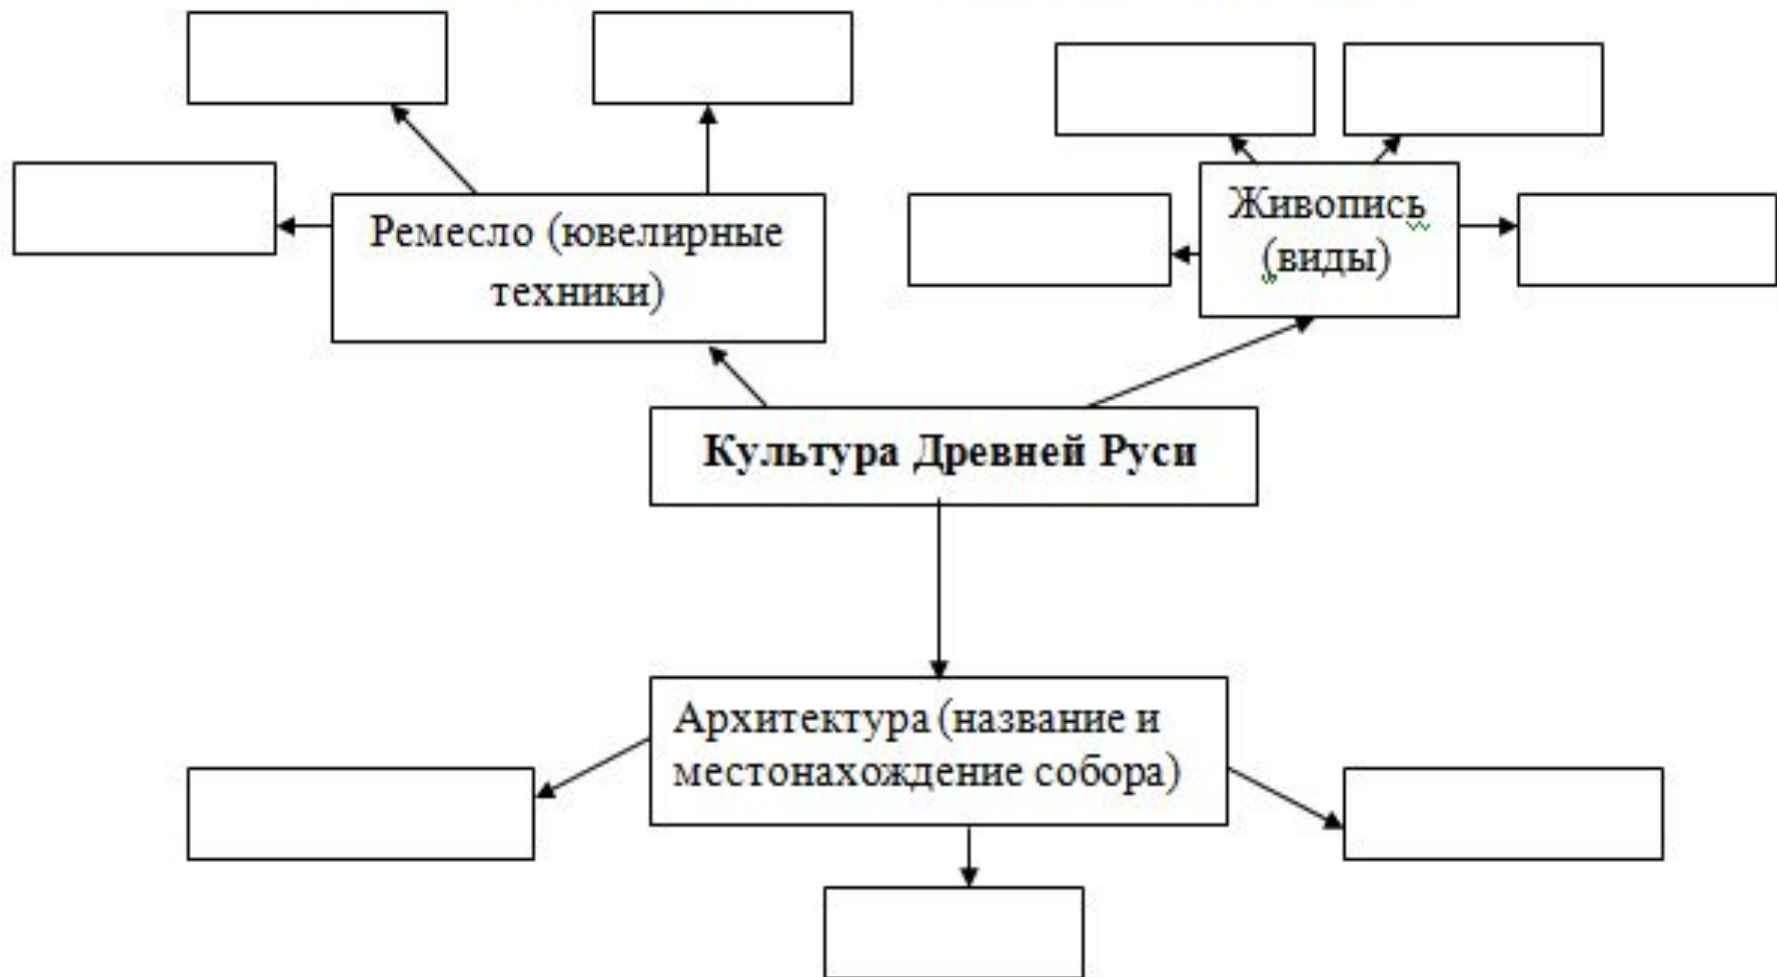 Живопись
(виды)
Ремесло (ювелирные
техники)
Культура Древней Руси
Архитектура (название и
местонахождение собора)